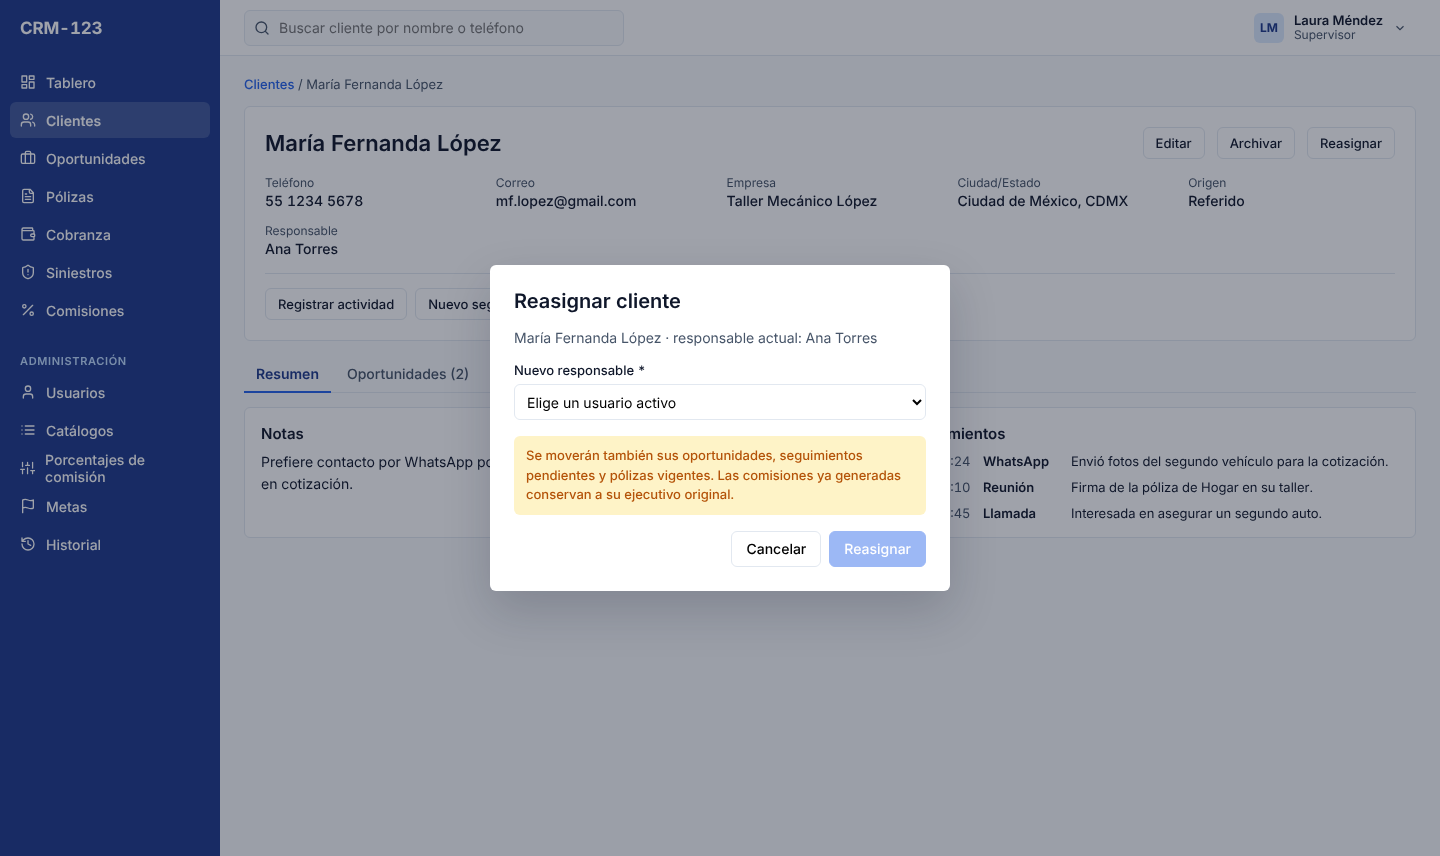 CRM-123
Buscar cliente por nombre o teléfono
LM
Laura Méndez
Supervisor
Tablero
Clientes
Oportunidades
Pólizas
Cobranza
Siniestros
Comisiones
ADMINISTRACIÓN
Usuarios
Catálogos
Porcentajes de
comisión
Metas
Historial
Clientes / María Fernanda López
María Fernanda López
Editar
Archivar
Reasignar
Teléfono
55 1234 5678
Correo
mf.lopez@gmail.com
Empresa
Taller Mecánico López
Ciudad/Estado
Ciudad de México, CDMX
Origen
Referido
Responsable
Ana Torres
Registrar actividad
Nuevo
Resumen
Oportunidades (2)
Notas
Prefiere contacto por WhatsApp
en cotización.
:24 WhatsApp Envió fotos del segundo vehículo para la cotización.
:10 Reunión Firma de la póliza de Hogar en su taller.
:45 Llamada Interesada en asegurar un segundo auto.
Reasignar cliente
María Fernanda López · responsable actual: Ana Torres
Nuevo responsable *
Elige un usuario activo
Se moverán también sus oportunidades, seguimientos
pendientes y pólizas vigentes. Las comisiones ya generadas
conservan a su ejecutivo original.
Cancelar
Reasignar